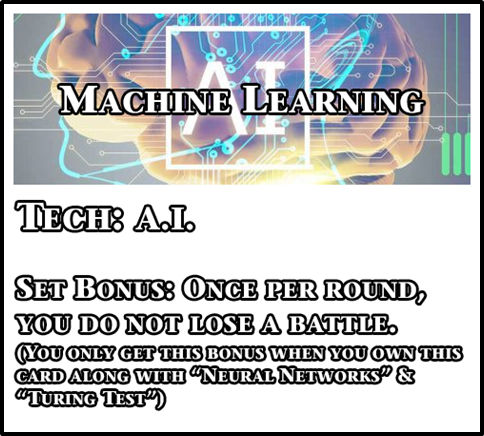 AI
Machine Learning
Tech: A.I.
Set Bonus: Once per round,
you do not lose a battle.
(You only get this bonus when you own this
card along with “Neural Networks” &
“Turing Test”)